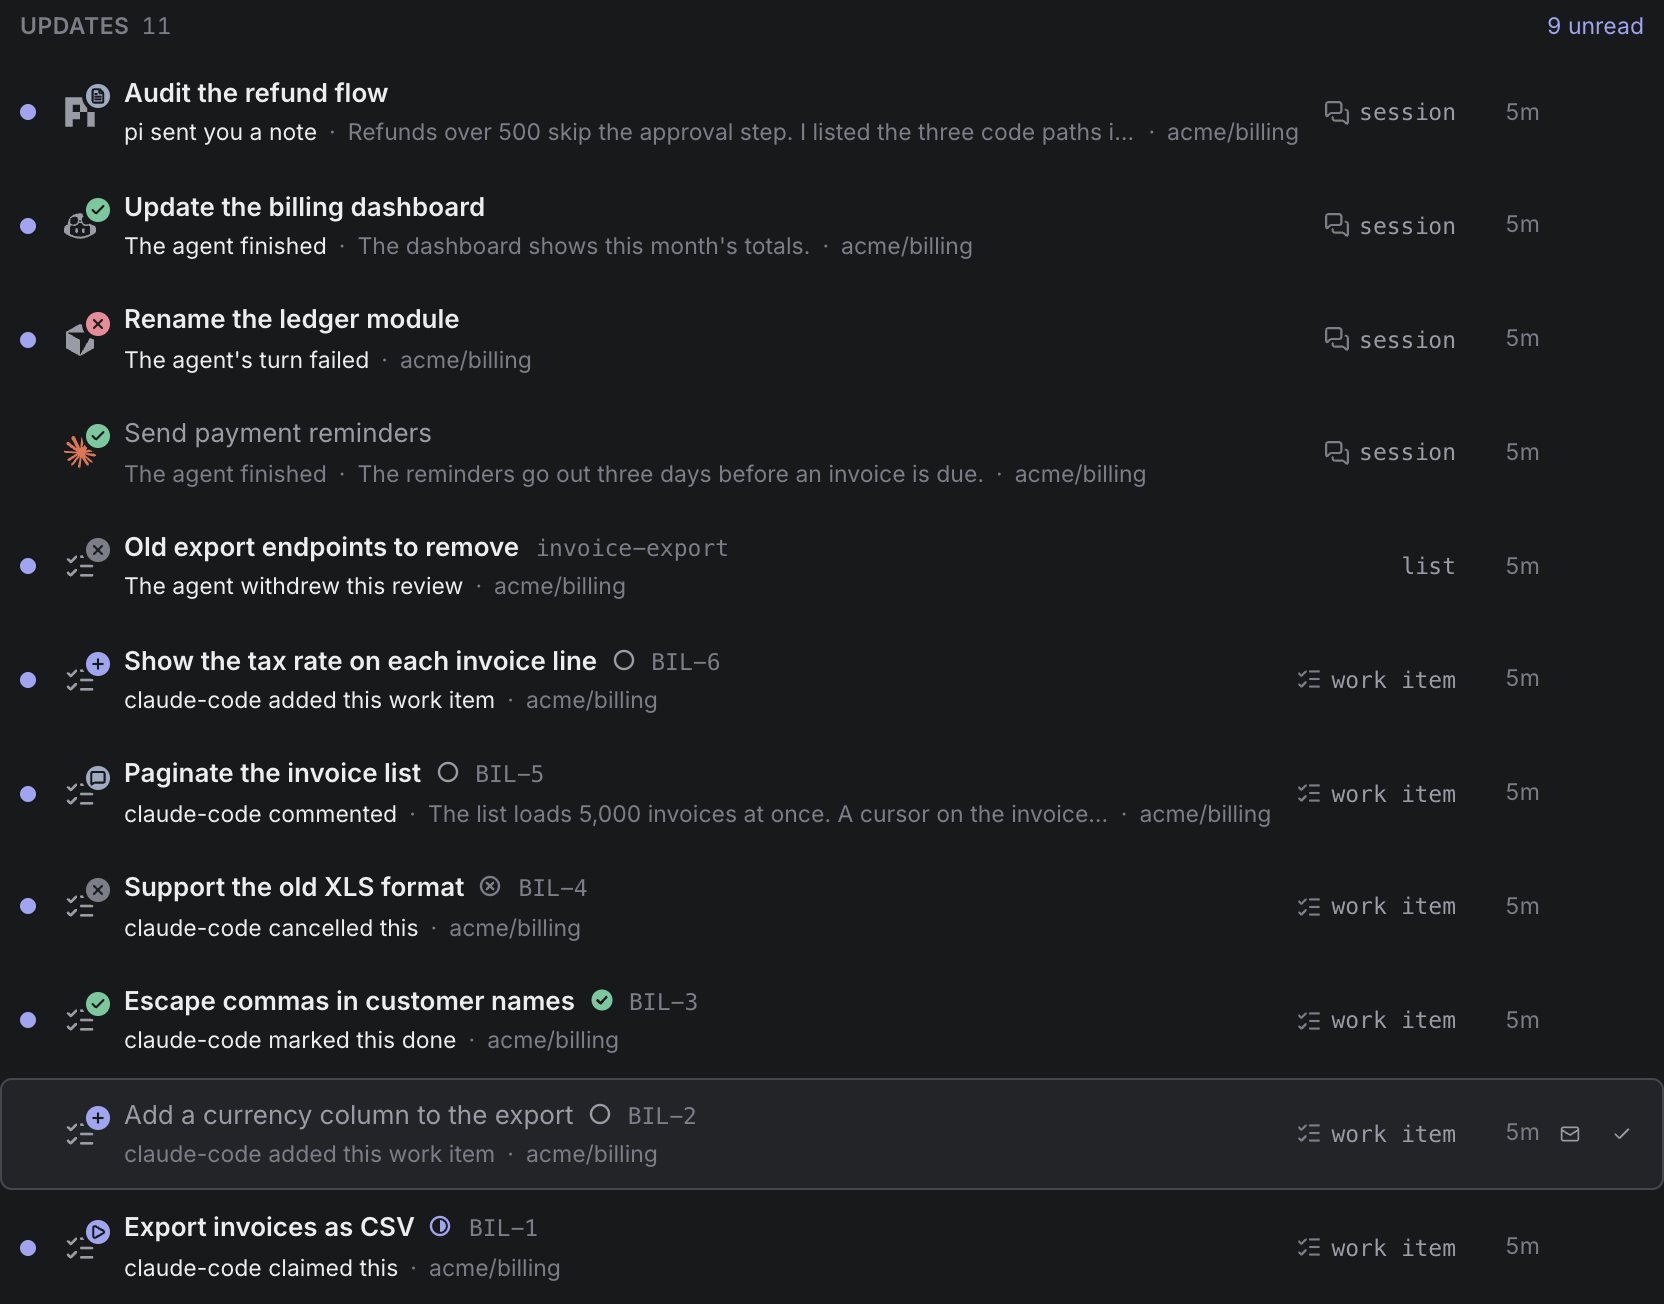 UPDATES 11
9 unread
Audit the refund flow
pi sent you a note · Refunds over 500 skip the approval step. I listed the three code paths i... · acme/billing
session 5m
Update the billing dashboard
The agent finished · The dashboard shows this month's totals. · acme/billing
session 5m
Rename the ledger module
The agent's turn failed · acme/billing
session 5m
Send payment reminders
The agent finished · The reminders go out three days before an invoice is due. · acme/billing
session 5m
Old export endpoints to remove invoice-export
The agent withdrew this review · acme/billing
list 5m
Show the tax rate on each invoice line BIL-6
claude-code added this work item · acme/billing
work item 5m
Paginate the invoice list BIL-5
claude-code commented · The list loads 5,000 invoices at once. A cursor on the invoice... · acme/billing
work item 5m
Support the old XLS format BIL-4
claude-code cancelled this · acme/billing
work item 5m
Escape commas in customer names BIL-3
claude-code marked this done · acme/billing
work item 5m
Add a currency column to the export BIL-2
claude-code added this work item · acme/billing
work item 5m
Export invoices as CSV BIL-1
claude-code claimed this · acme/billing
work item 5m